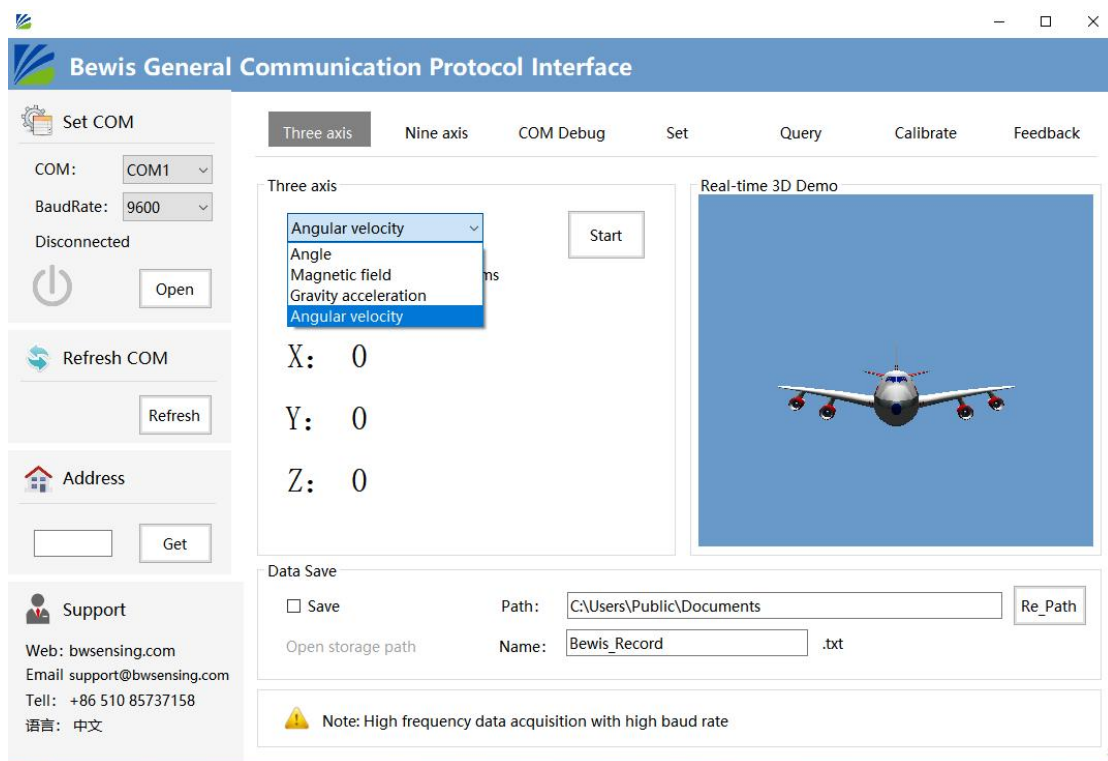 Bewis General Communication Protocol Interface
Set COM
COM:
COM1
BaudRate:
9600
Disconnected
Open
Refresh COM
Refresh
Address
Get
Support
Web: bwsensing.com
Email support@bwsensing.com
Tell: +86 510 85737158
语言: 中文
Three axis
Nine axis
COM Debug
Set
Query
Calibrate
Feedback
Three axis
Angular velocity
Start
Angle
Magnetic field
ms
Gravity acceleration
Angular velocity
X: 0
Y: 0
Z: 0
Real-time 3D Demo
Data Save
Save
Path:
C:\Users\Public\Documents
Re_Path
Open storage path
Name:
Bewis_Record
.txt
Note: High frequency data acquisition with high baud rate